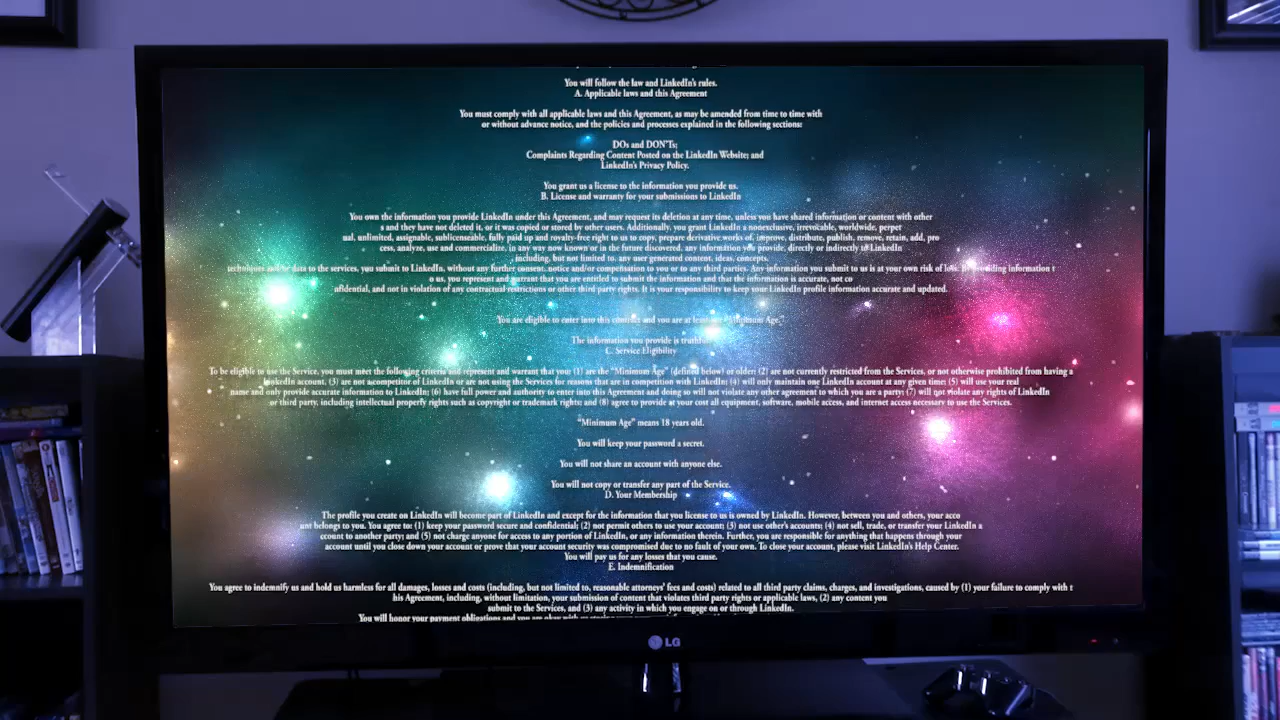 You will follow the law and LinkedIn's rules.
A. Applicable laws and this Agreement
You must comply with all applicable laws and this Agreement, as may be amended from time to time with
or without advance notice, and the policies and processes explained in the following sections:
DOs and DON'Ts;
Complaints Regarding Content Posted on the LinkedIn Website; and
LinkedIn's Privacy Policy.
You grant us a license to the information you provide us.
B. License and warranty for your submissions to LinkedIn
You own the information you provide LinkedIn under this Agreement, and may request its deletion at any time, unless you have shared information or content with other
s and they have not deleted it, or it was copied or stored by other users. Additionally, you grant LinkedIn a nonexclusive, irrevocable, worldwide, perpet
ual, unlimited, assignable, sublicenseable, fully paid up and royalty-free right to us to copy, prepare derivative works of, improve, distribute, publish, remove, retain, add, pro
cess, analyze, use and commercialize, in any way now known or in the future discovered, any information you provide, directly or indirectly to LinkedIn
, including, but not limited to, any user generated content, ideas, concepts,
techniques and/or data to the services, you submit to LinkedIn, without any further consent, notice and/or compensation to you or to any third parties. Any information you submit to us is at your own risk of loss. By providing information t
o us, you represent and warrant that you are entitled to submit the information and that the information is accurate, not co
nfidential, and not in violation of any contractual restrictions or other third party rights. It is your responsibility to keep your LinkedIn profile information accurate and updated.
You are eligible to enter into this contract and you are at least our "Minimum Age."
The information you provide is truthful.
C. Service Eligibility
To be eligible to use the Service, you must meet the following criteria and represent and warrant that you: (1) are the "Minimum Age" (defined below) or older; (2) are not currently restricted from the Services, or not otherwise prohibited from having a
LinkedIn account, (3) are not acompetitor of LinkedIn or are not using the Services for reasons that are in competition with LinkedIn; (4) will only maintain one LinkedIn account at any given time; (5) will use your real
name and only provide accurate information to LinkedIn; (6) have full power and authority to enter into this Agreement and doing so will not violate any other agreement to which you are a party; (7) will not violate any rights of LinkedIn
or third party, including intellectual property rights such as copyright or trademark rights; and (8) agree to provide at your cost all equipment, software, mobile access, and internet access necessary to use the Services.
"Minimum Age" means 18 years old.
You will keep your password a secret.
You will not share an account with anyone else.
You will not copy or transfer any part of the Service.
D. Your Membership
The profile you create on LinkedIn will become part of LinkedIn and except for the information that you license to us is owned by LinkedIn. However, between you and others, your acco
unt belongs to you. You agree to: (1) keep your password secure and confidential; (2) not permit others to use your account; (3) not use other's accounts; (4) not sell, trade, or transfer your LinkedIn a
ccount to another party; and (5) not charge anyone for access to any portion of LinkedIn, or any information therein. Further, you are responsible for anything that happens through your
account until you close down your account or prove that your account security was compromised due to no fault of your own. To close your account, please visit LinkedIn's Help Center.
You will pay us for any losses that you cause.
E. Indemnification
You agree to indemnify us and hold us harmless for all damages, losses and costs (including, but not limited to, reasonable attorneys' fees and costs) related to all third party claims, charges, and investigations, caused by (1) your failure to comply with t
his Agreement, including, without limitation, your submission of content that violates third party rights or applicable laws, (2) any content you
submit to the Services, and (3) any activity in which you engage on or through LinkedIn.
You will honor your payment obligations and you are okay with us storing
LG